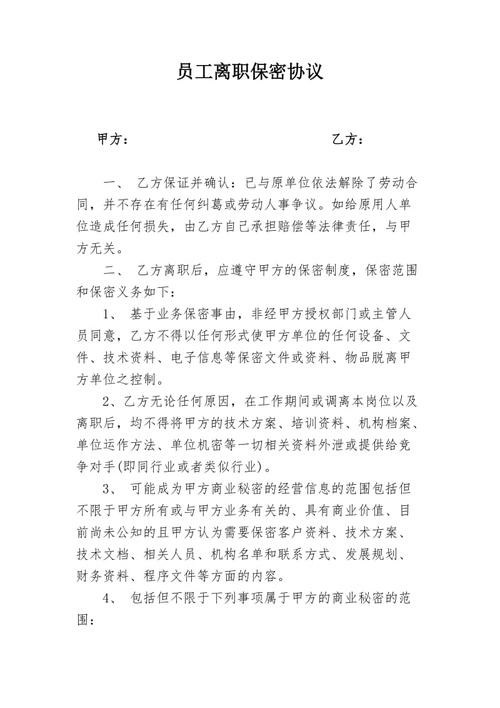 员工离职保密协议
甲方： 乙方：
一、 乙方保证并确认：已与原单位依法解除了劳动合
同，并不存在有任何纠葛或劳动人事争议。如给原用人单
位造成任何损失，由乙方自己承担赔偿等法律责任，与甲
方无关。
二、 乙方离职后，应遵守甲方的保密制度，保密范围
和保密义务如下：
1、 基于业务保密事由，非经甲方授权部门或主管人
员同意，乙方不得以任何形式使甲方单位的任何设备、文
件、技术资料、电子信息等保密文件或资料、物品脱离甲
方单位之控制。
2、乙方无论任何原因，在工作期间或调离本岗位以及
离职后，均不得将甲方的技术方案、培训资料、机构档案、
单位运作方法、单位机密等一切相关资料外泄或提供给竞
争对手(即同行业或者类似行业)。
3、 可能成为甲方商业秘密的经营信息的范围包括但
不限于甲方所有或与甲方业务有关的、具有商业价值、目
前尚未公知的且甲方认为需要保密客户资料、技术方案、
技术文档、相关人员、机构名单和联系方式、发展规划、
财务资料、程序文件等方面的内容。
4、 包括但不限于下列事项属于甲方的商业秘密的范
围：